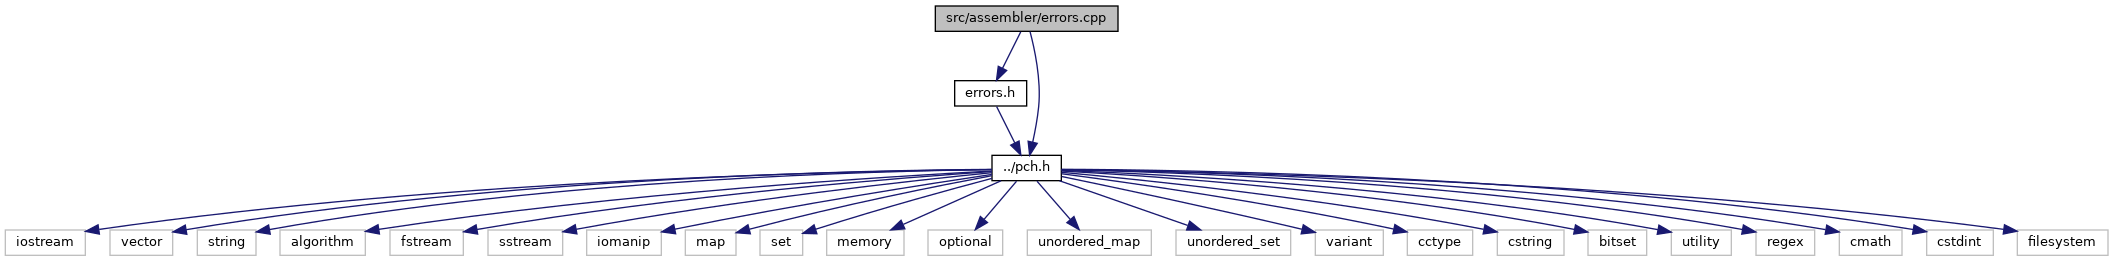 src/assembler/errors.cpp
errors.h
../pch.h
iostream
vector
string
algorithm
fstream
sstream
iomanip
map
set
memory
optional
unordered_map
unordered_set
variant
cctype
cstring
bitset
utility
regex
cmath
cstdint
filesystem